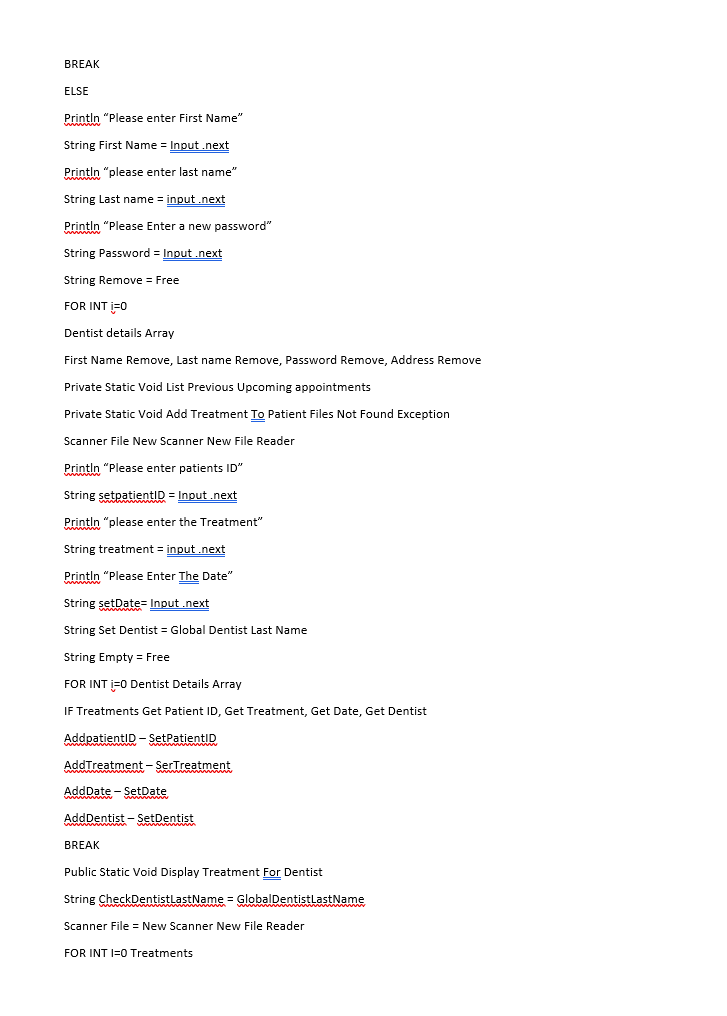 BREAK
ELSE
Println “Please enter First Name”
String First Name = Input .next
Println “please enter last name”
String Last name = input .next
Println “Please Enter a new password”
String Password = Input .next
String Remove = Free
FOR INT i=0
Dentist details Array
First Name Remove, Last name Remove, Password Remove, Address Remove
Private Static Void List Previous Upcoming appointments
Private Static Void Add Treatment To Patient Files Not Found Exception
Scanner File New Scanner New File Reader
Println “Please enter patients ID”
String setpatientID = Input .next
Println “please enter the Treatment”
String treatment = input .next
Println “Please Enter The Date”
String setDate= Input .next
String Set Dentist = Global Dentist Last Name
String Empty = Free
FOR INT i=0 Dentist Details Array
IF Treatments Get Patient ID, Get Treatment, Get Date, Get Dentist
AddpatientID – SetPatientID
AddTreatment – SerTreatment
AddDate – SetDate
AddDentist – SetDentist
BREAK
Public Static Void Display Treatment For Dentist
String CheckDentistLastName = GlobalDentistLastName
Scanner File = New Scanner New File Reader
FOR INT I=0 Treatments